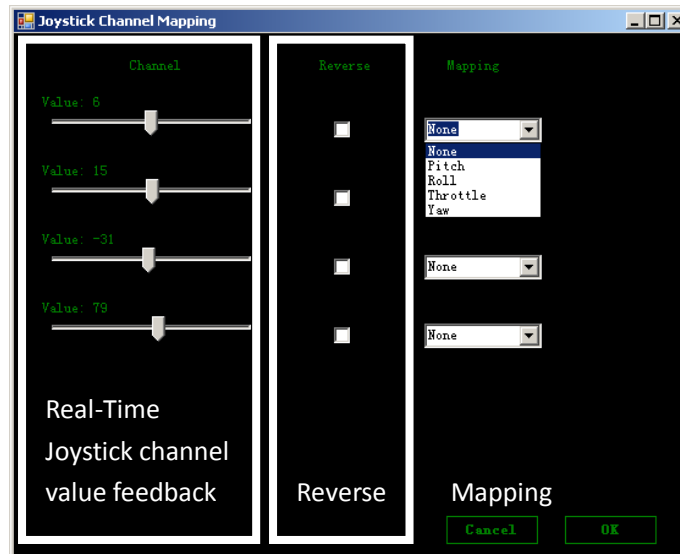 Joystick Channel Mapping
Channel Reverse Mapping
Value: 6
None
None
Pitch
Roll
Throttle
Yaw
Value: 15
Value: -31
None
Value: 79
None
Real-Time
Joystick channel
value feedback
Reverse
Mapping
Cancel OK